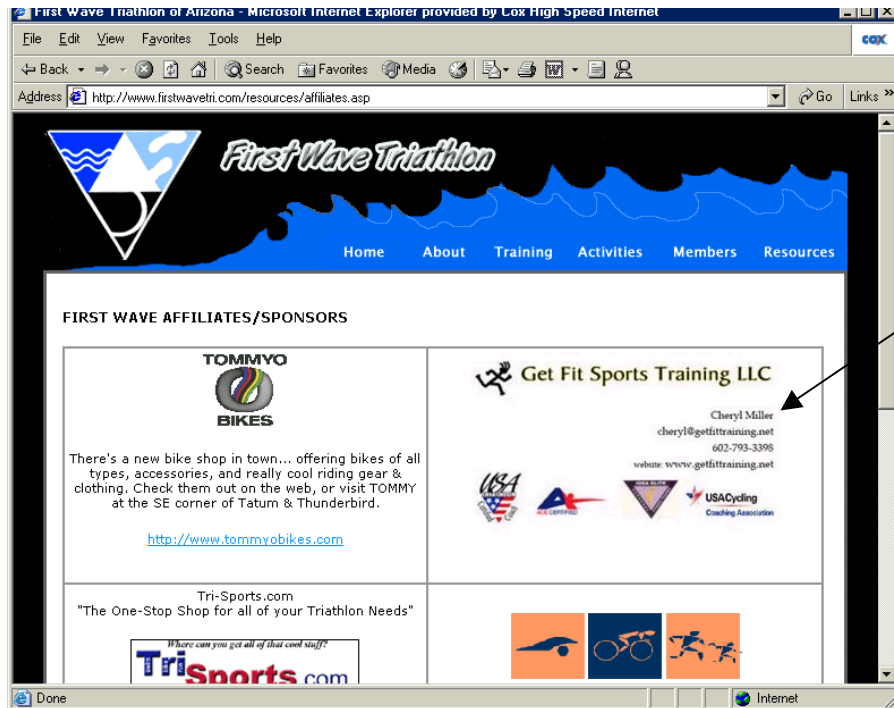 First Wave Triathlon of Arizona - Microsoft Internet Explorer provided by Cox High Speed Internet
File Edit View Favorites Tools Help
COX
Back Search Favorites Media
Address http://www.firstwavetri.com/resources/affiliates.asp Go Links »
First Wave Triathlon
Home About Training Activities Members Resources
FIRST WAVE AFFILIATES/SPONSORS
TOMMYO
BIKES
There's a new bike shop in town... offering bikes of all
types, accessories, and really cool riding gear &
clothing. Check them out on the web, or visit TOMMY
at the SE corner of Tatum & Thunderbird.
http://www.tommyobikes.com
Get Fit Sports Training LLC
Cheryl Miller
cheryl@getfittraining.net
602-793-3398
website: www.getfittraining.net
USA
ACE CERTIFIED
IDEA ELITE
USACycling
Coaching Association
Tri-Sports.com
"The One-Stop Shop for all of your Triathlon Needs"
Where can you get all of that cool stuff?
TriSports.com
Done Internet